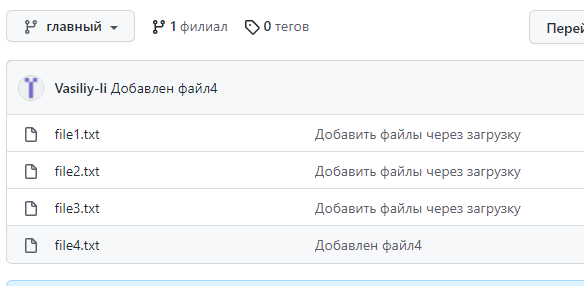 главный 1 филиал 0 тегов Перей
Vasiliy-li Добавлен файл4
file1.txt Добавить файлы через загрузку
file2.txt Добавить файлы через загрузку
file3.txt Добавить файлы через загрузку
file4.txt Добавлен файл4